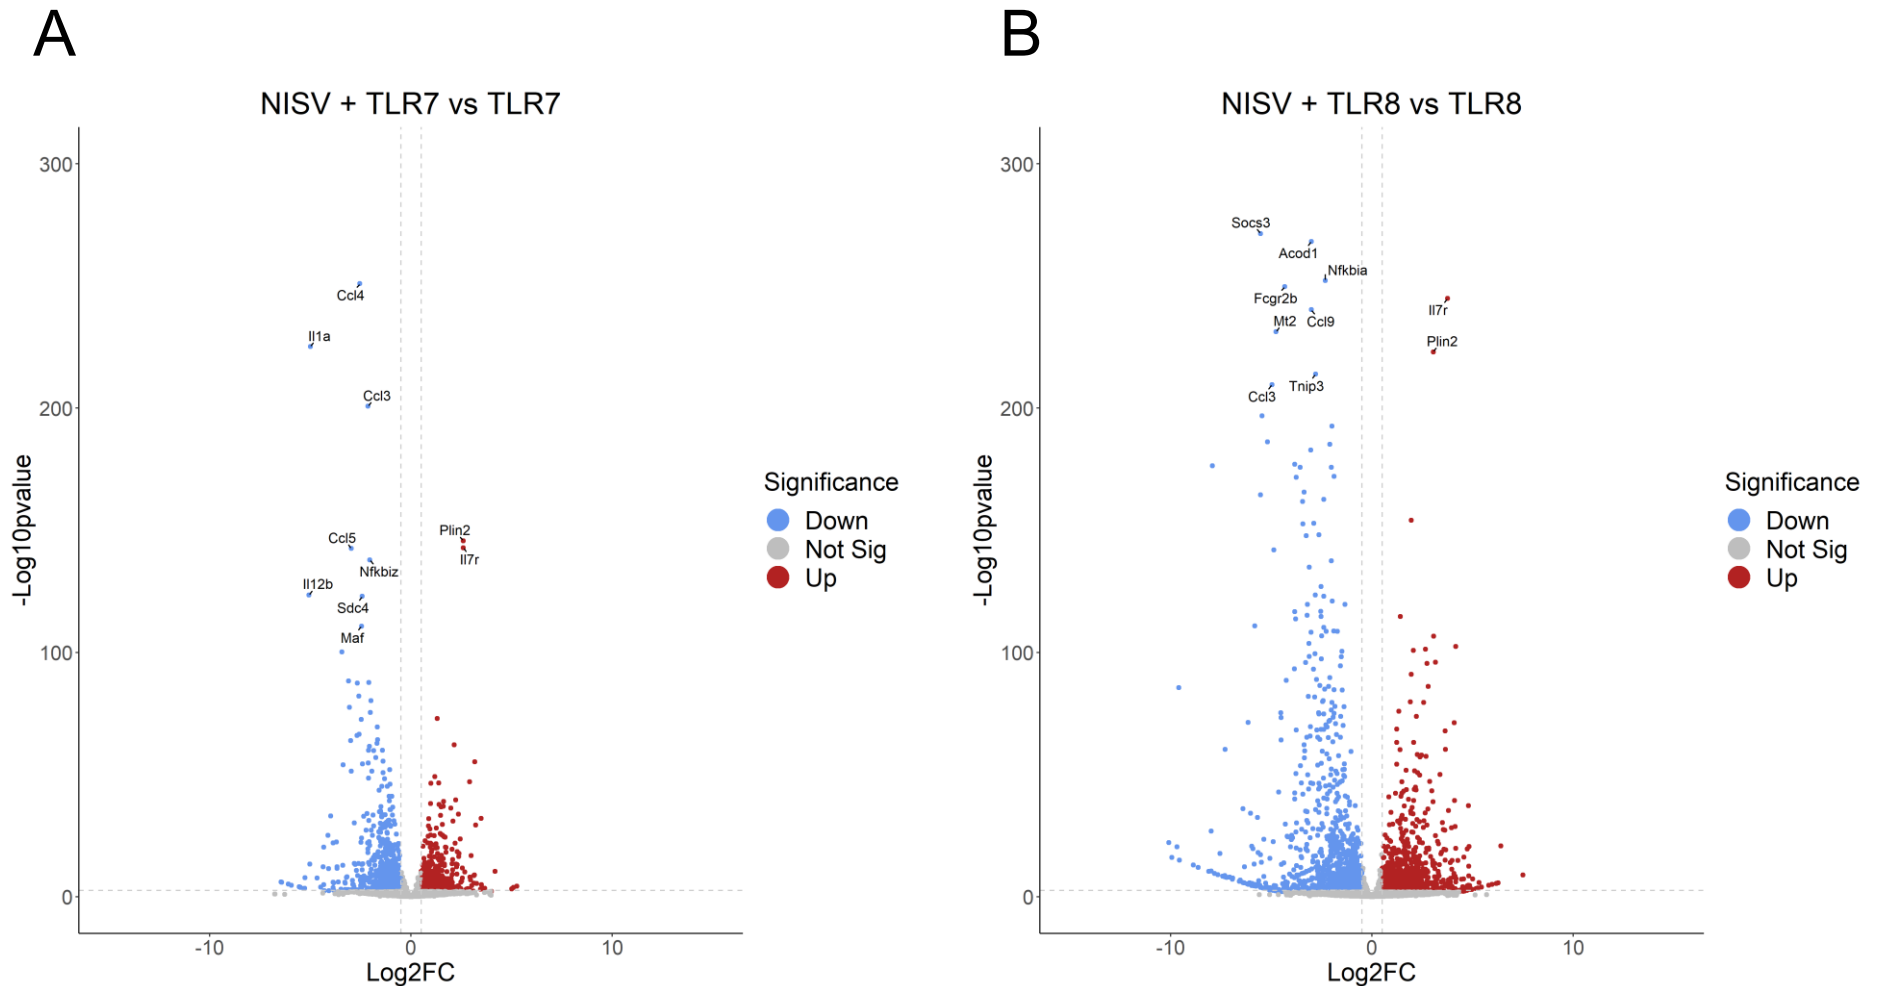 A
NISV + TLR7 vs TLR7
300
200
100
0
-Log10pvalue
Ccl4
Il1a
Ccl3
Ccl5
Nfkbiz
Il12b
Sdc4
Maf
Plin2
Il7r
-10
0
10
Log2FC
Significance
Down
Not Sig
Up
B
NISV + TLR8 vs TLR8
300
200
100
0
-Log10pvalue
Socs3
Acod1
Nfkbia
Fcgr2b
Mt2
Ccl9
Il7r
Plin2
Tnip3
Ccl3
-10
0
10
Log2FC
Significance
Down
Not Sig
Up